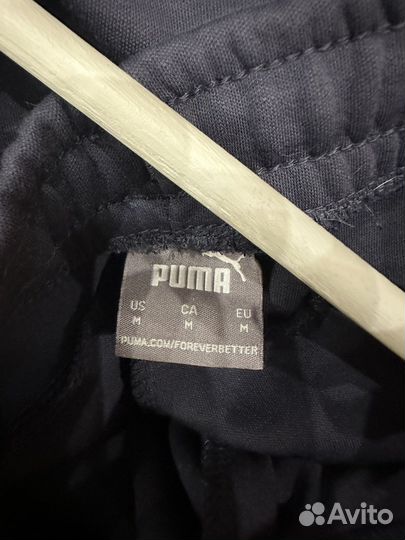 PUMA
US CA EU
M M M
PUMA.COM/FOREVERBETTER
Avito